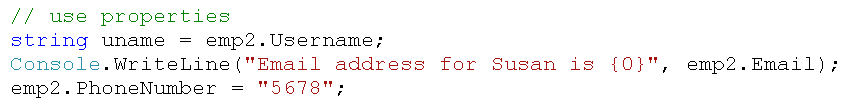 // use properties
string uname = emp2.Username;
Console.WriteLine("Email address for Susan is {0}", emp2.Email);
emp2.PhoneNumber = "5678";